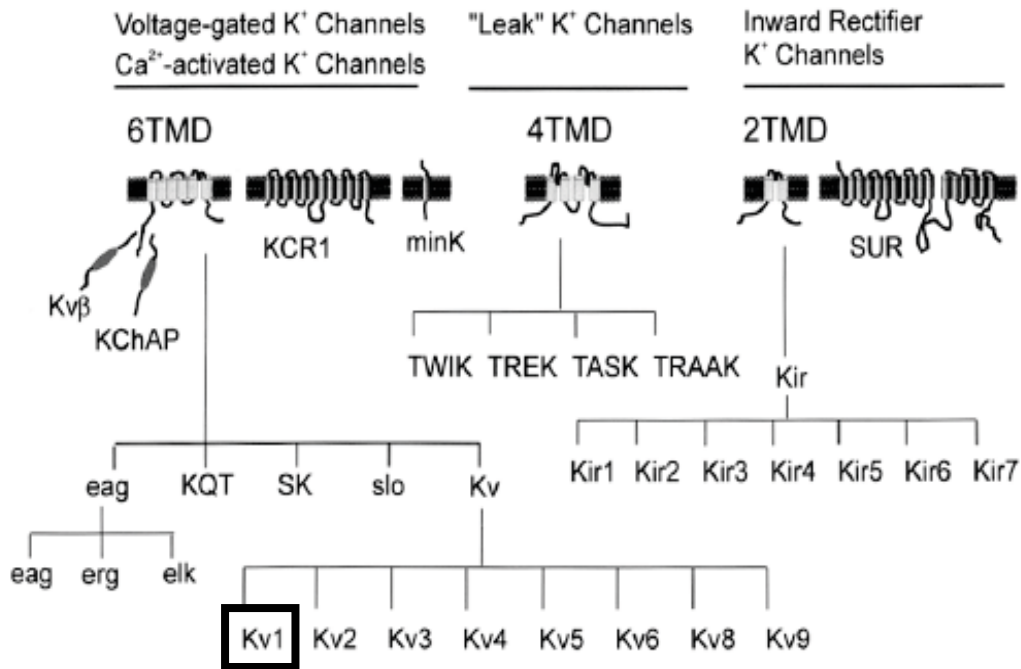 Voltage-gated K⁺ Channels
Ca²⁺-activated K⁺ Channels
"Leak" K⁺ Channels
Inward Rectifier
K⁺ Channels
6TMD
4TMD
2TMD
KCR1
minK
SUR
Kvβ
KChAP
TWIK TREK TASK TRAAK
Kir
Kir1 Kir2 Kir3 Kir4 Kir5 Kir6 Kir7
eag KQT SK slo Kv
eag erg elk
Kv1 Kv2 Kv3 Kv4 Kv5 Kv6 Kv8 Kv9